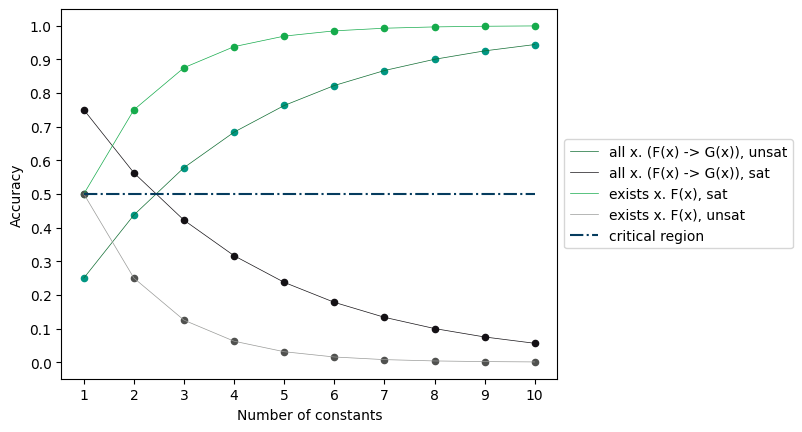 1.0
0.9
0.8
0.7
0.6
0.5
0.4
0.3
0.2
0.1
0.0
Accuracy
1 2 3 4 5 6 7 8 9 10
Number of constants
all x. (F(x) -> G(x)), unsat
all x. (F(x) -> G(x)), sat
exists x. F(x), sat
exists x. F(x), unsat
critical region